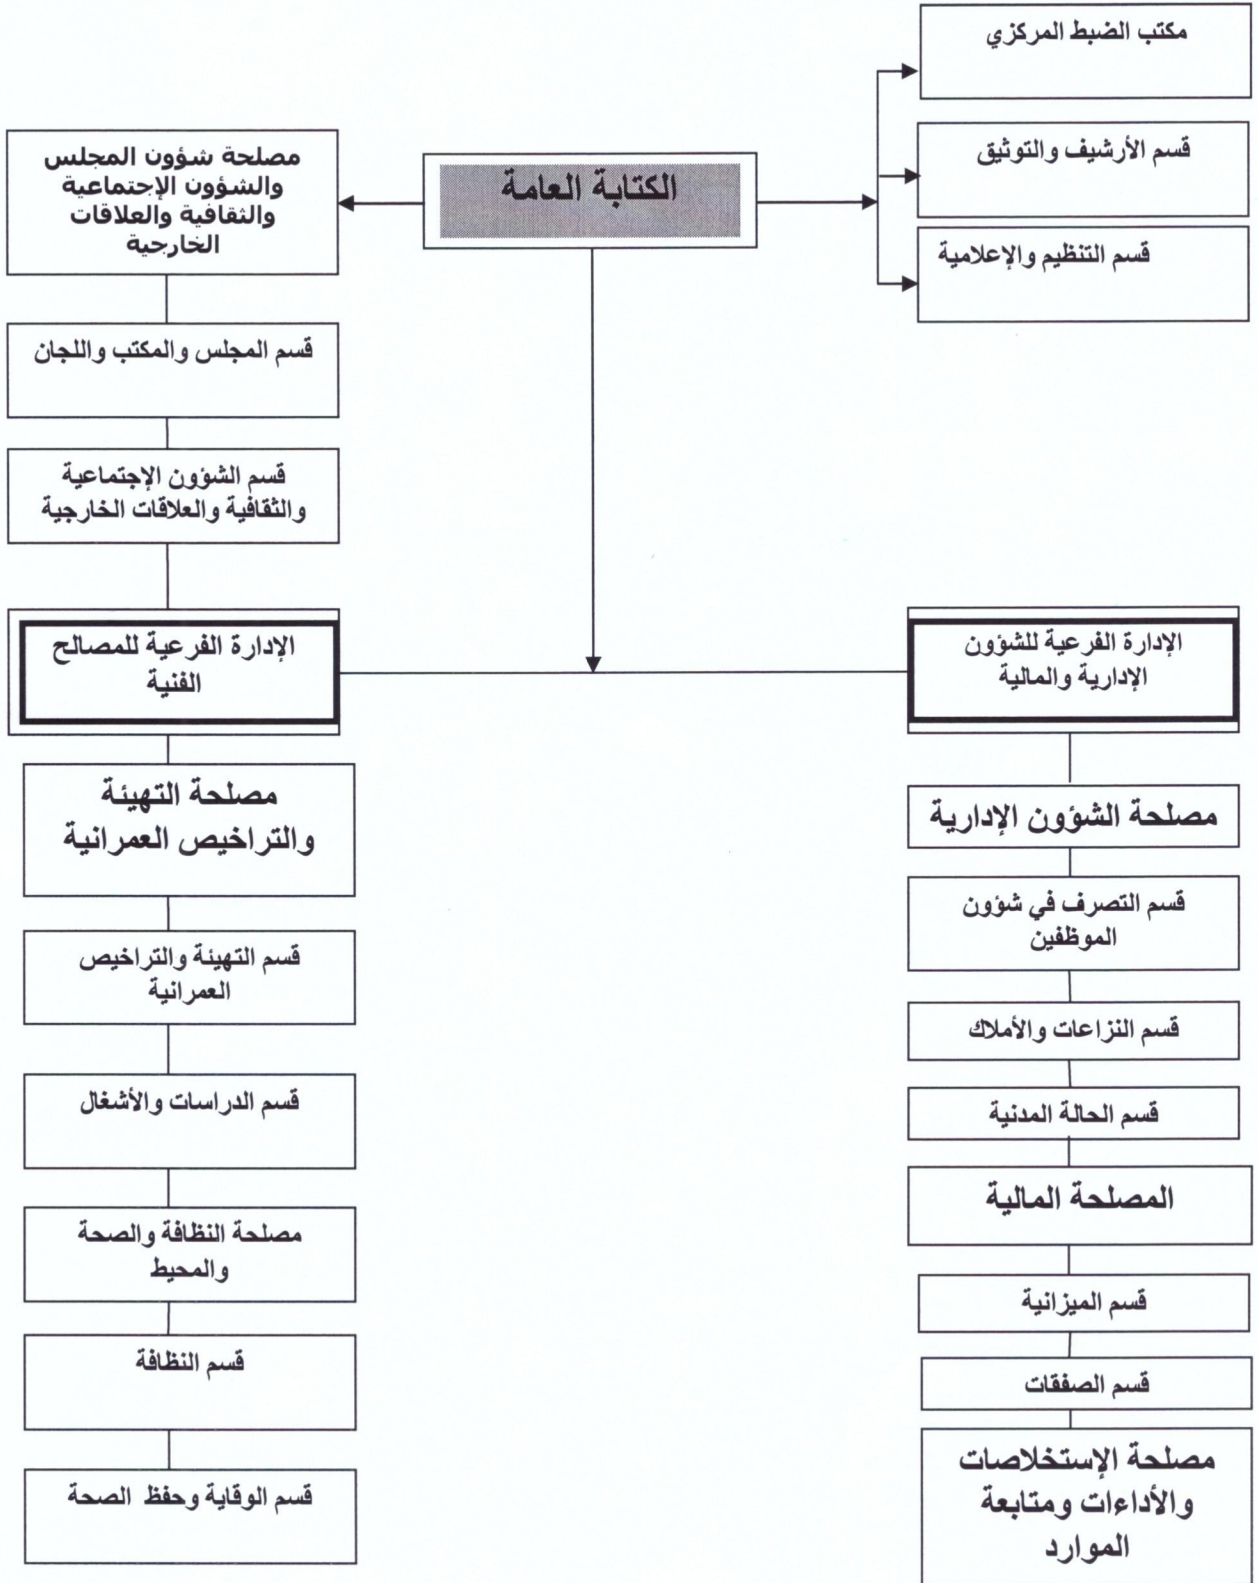 مكتب الضبط المركزي
قسم الأرشيف والتوثيق
قسم التنظيم والإعلامية
الكتابة العامة
مصلحة شؤون المجلس
والشؤون الإجتماعية
والثقافية والعلاقات
الخارجية
قسم المجلس والمكتب واللجان
قسم الشؤون الإجتماعية
والثقافية والعلاقات الخارجية
الإدارة الفرعية للشؤون
الإدارية والمالية
مصلحة الشؤون الإدارية
قسم التصرف في شؤون
الموظفين
قسم النزاعات والأملاك
قسم الحالة المدنية
المصلحة المالية
قسم الميزانية
قسم الصفقات
مصلحة الإستخلاصات
والأداءات ومتابعة
الموارد
الإدارة الفرعية للمصالح
الفنية
مصلحة التهيئة
والتراخيص العمرانية
قسم التهيئة والتراخيص
العمرانية
قسم الدراسات والأشغال
مصلحة النظافة والصحة
والمحيط
قسم النظافة
قسم الوقاية وحفظ الصحة